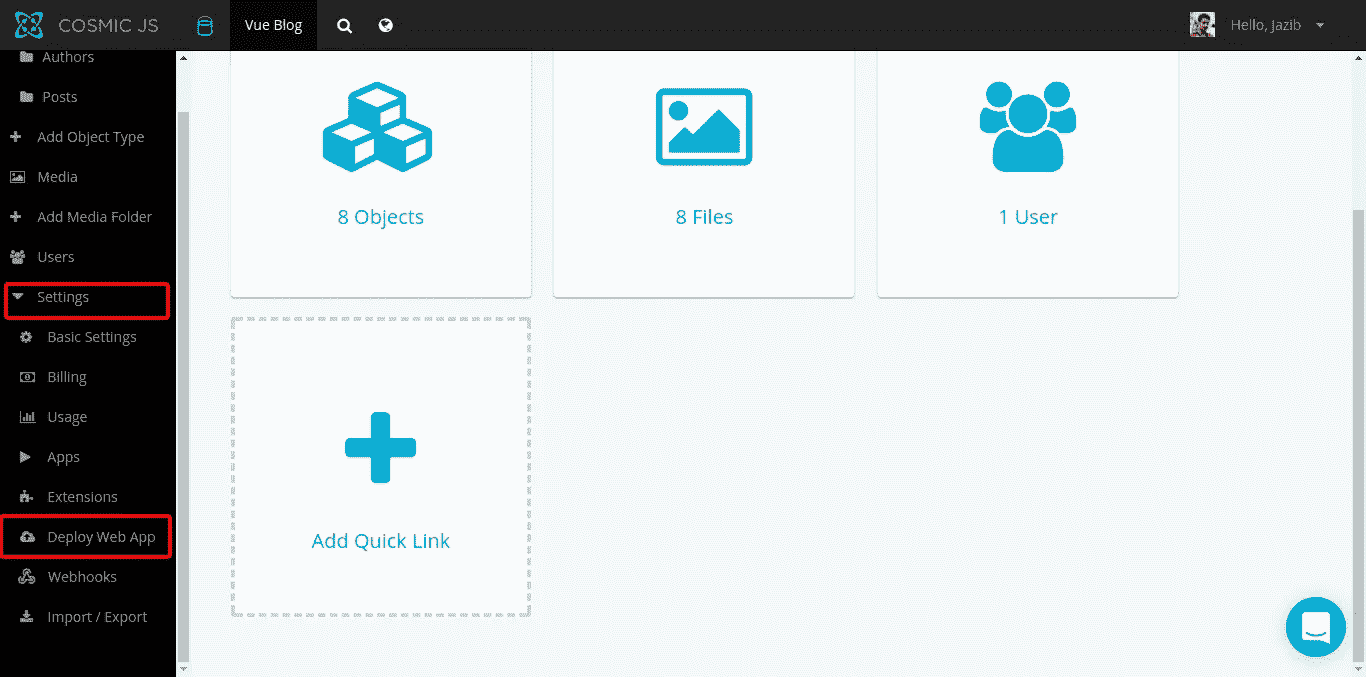 COSMIC JS
Vue Blog
Hello, Jazib
Authors
Posts
Add Object Type
Media
Add Media Folder
Users
Settings
Basic Settings
Billing
Usage
Apps
Extensions
Deploy Web App
Webhooks
Import / Export
8 Objects
8 Files
1 User
Add Quick Link